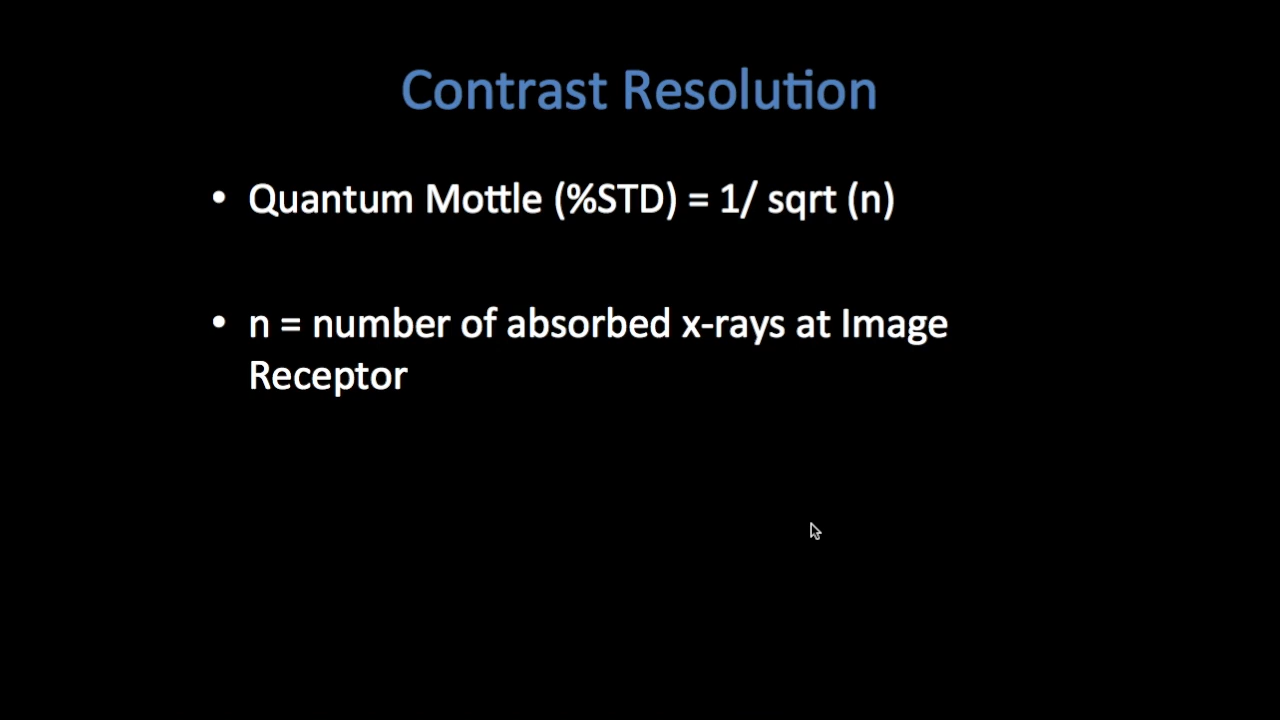 Contrast Resolution
• Quantum Mottle (%STD) = 1/ sqrt (n)
• n = number of absorbed x-rays at Image
Receptor